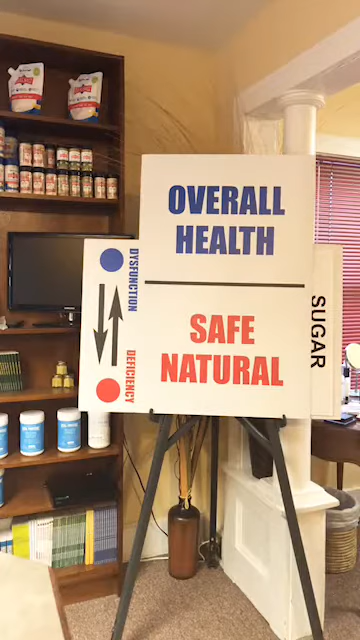 OVERALL
HEALTH
SAFE
NATURAL
DYSFUNCTION
DEFICIENCY
SUGAR